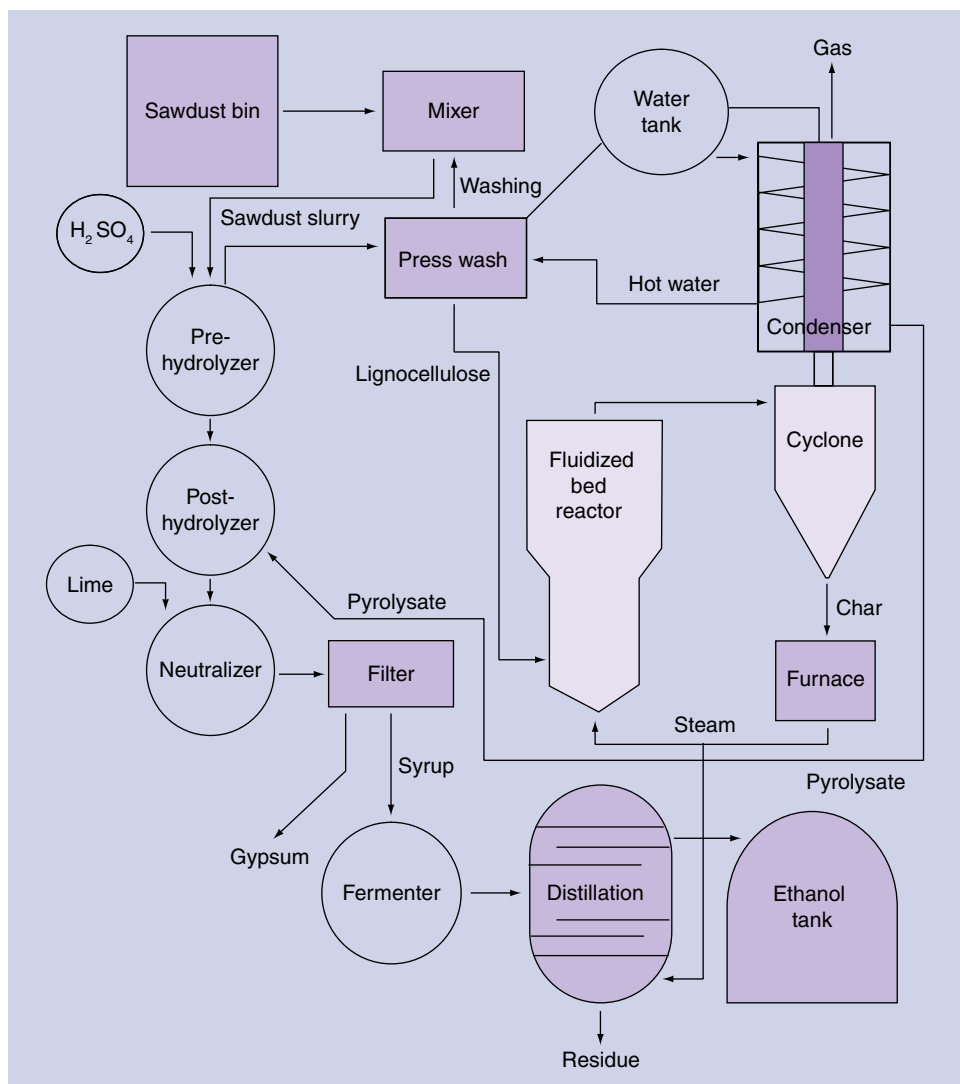 Gas
Sawdust bin
Mixer
Water
tank
Washing
H2 SO4
Sawdust slurry
Press wash
Hot water
Condenser
Pre-
hydrolyzer
Lignocellulose
Cyclone
Fluidized
bed
reactor
Post-
hydrolyzer
Lime
Pyrolysate
Char
Neutralizer
Filter
Furnace
Steam
Syrup
Pyrolysate
Gypsum
Fermenter
Distillation
Ethanol
tank
Residue